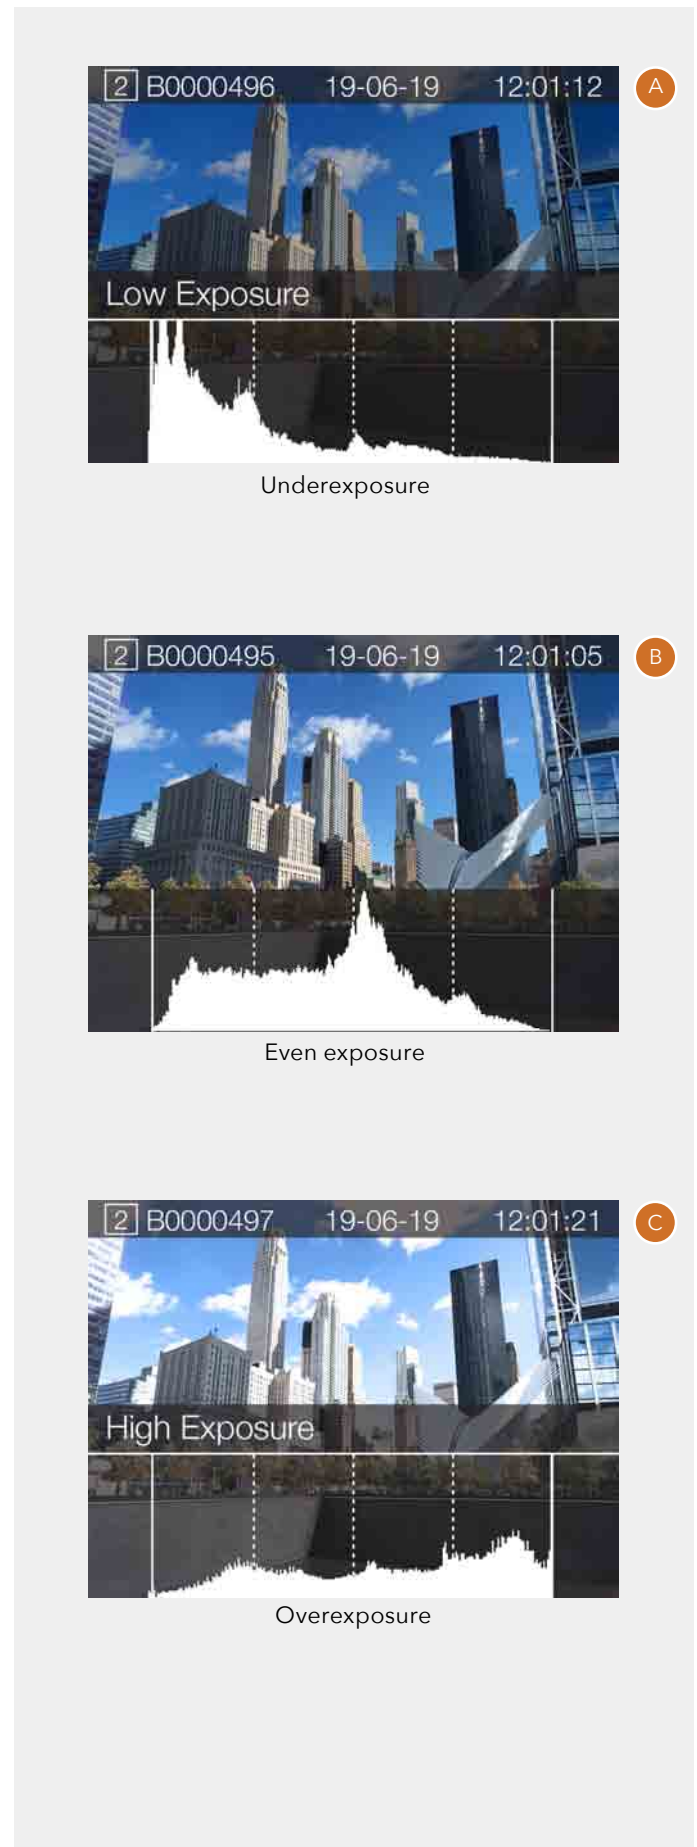 2 B0000496 19-06-19 12:01:12 A
Low Exposure
Underexposure
2 B0000495 19-06-19 12:01:05 B
Even exposure
2 B0000497 19-06-19 12:01:21 C
High Exposure
Overexposure